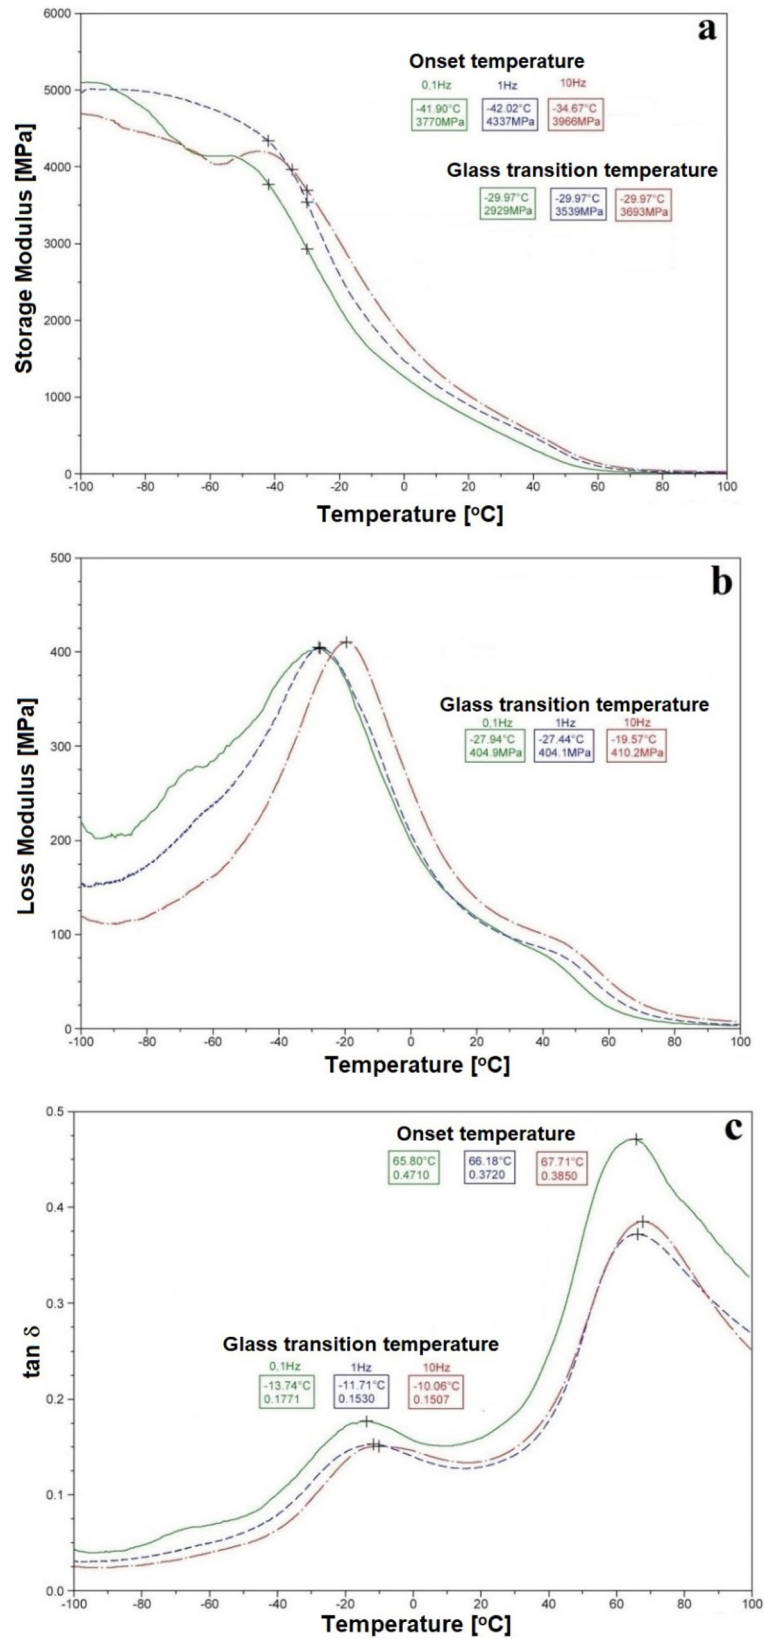 a
6000
5000
4000
3000
2000
1000
0
Storage Modulus [MPa]
Onset temperature
0,1Hz 1Hz 10Hz
-41.90°C -42.02°C -34.67°C
3770MPa 4337MPa 3966MPa
Glass transition temperature
-29.97°C -29.97°C -29.97°C
2929MPa 3539MPa 3693MPa
-100 -80 -60 -40 -20 0 20 40 60 80 100
Temperature [°C]
b
500
400
300
200
100
0
Loss Modulus [MPa]
Glass transition temperature
0,1Hz 1Hz 10Hz
-27.94°C -27.44°C -19.57°C
404.9MPa 404.1MPa 410.2MPa
-100 -80 -60 -40 -20 0 20 40 60 80 100
Temperature [°C]
c
0.5
0.4
0.3
0.2
0.1
0.0
tan δ
Onset temperature
65.80°C 66.18°C 67.71°C
0.4710 0.3720 0.3850
Glass transition temperature
0,1Hz 1Hz 10Hz
-13.74°C -11.71°C -10.06°C
0.1771 0.1530 0.1507
-100 -80 -60 -40 -20 0 20 40 60 80 100
Temperature [°C]